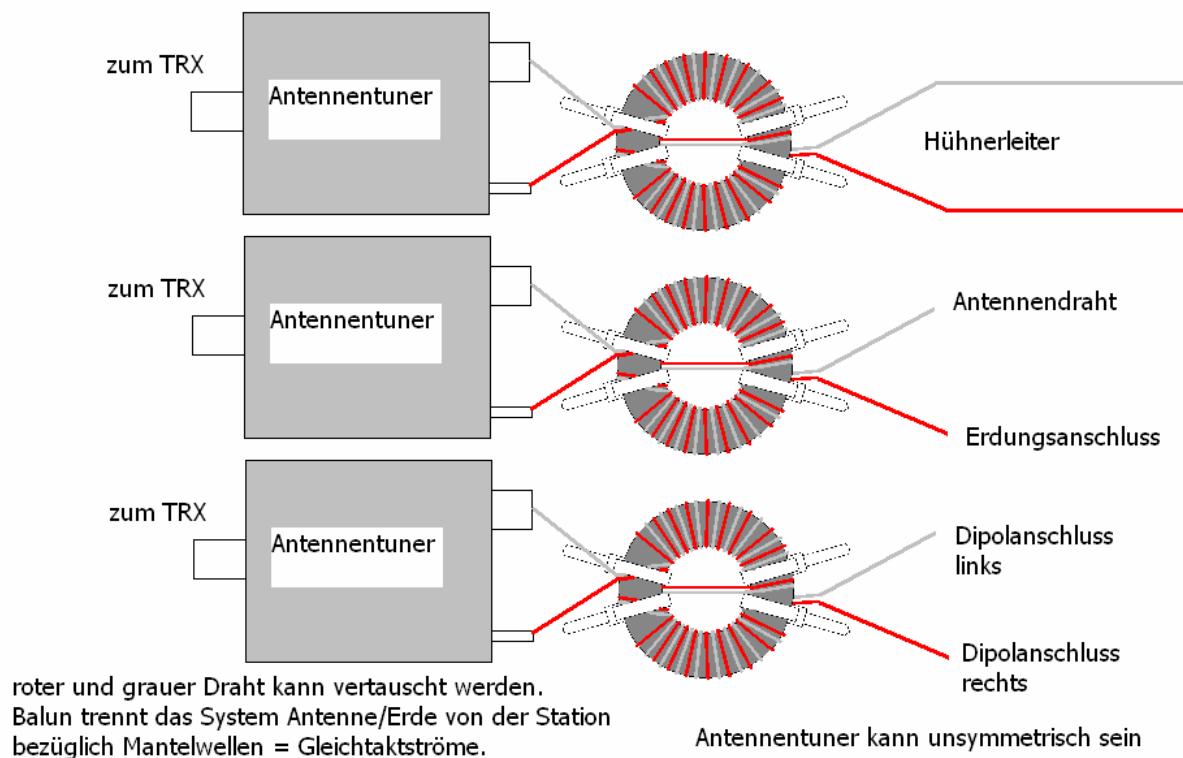 zum TRX
Antennentuner
Hühnerleiter
zum TRX
Antennentuner
Antennendraht
Erdungsanschluss
zum TRX
Antennentuner
Dipolanschluss
links
Dipolanschluss
rechts
roter und grauer Draht kann vertauscht werden.
Balun trennt das System Antenne/Erde von der Station
bezüglich Mantelwellen = Gleichtaktströme.
Antennentuner kann unsymmetrisch sein